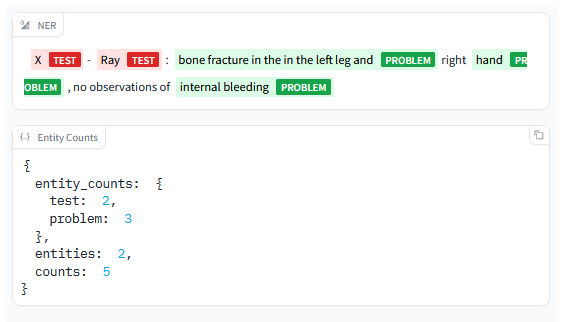 NER
X TEST - Ray TEST : bone fracture in the in the left leg and PROBLEM right hand PR
OBLEM , no observations of internal bleeding PROBLEM
Entity Counts
{
entity_counts: {
test: 2,
problem: 3
},
entities: 2,
counts: 5
}